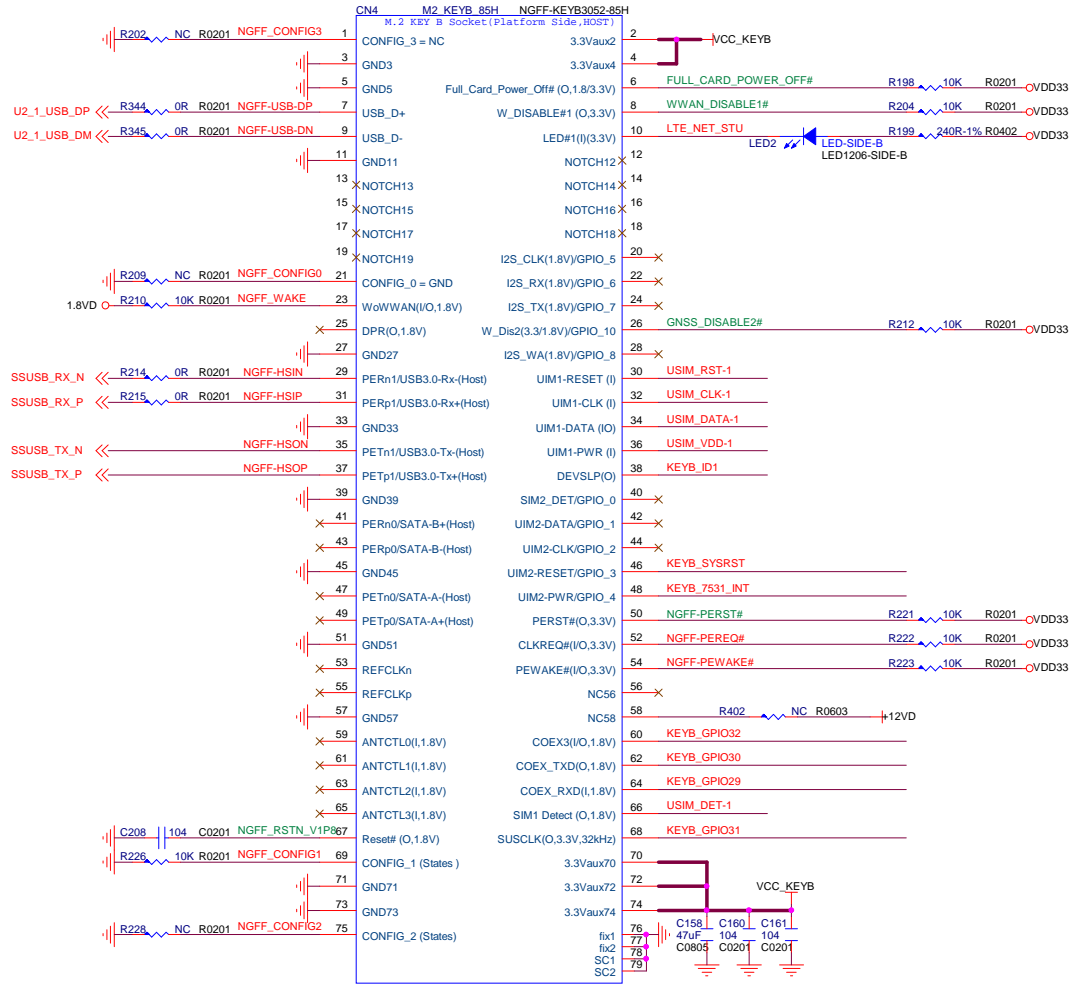 CN4 M2_KEYB_85H NGFF-KEYB3052-85H
M.2 KEY B Socket(Platform Side,HOST)
R202 NC R0201 NGFF_CONFIG3 1 CONFIG_3 = NC 3.3Vaux2 2 VCC_KEYB
3 GND3 3.3Vaux4 4
5 GND5 Full_Card_Power_Off# (O,1.8/3.3V) 6 FULL_CARD_POWER_OFF# R198 10K R0201 VDD33
U2_1_USB_DP R344 0R R0201 NGFF-USB-DP 7 USB_D+ W_DISABLE#1 (O,3.3V) 8 WWAN_DISABLE1# R204 10K R0201 VDD33
U2_1_USB_DM R345 0R R0201 NGFF-USB-DN 9 USB_D- LED#1(I)(3.3V) 10 LTE_NET_STU LED2 LED-SIDE-B R199 240R-1% R0402 VDD33
LED1206-SIDE-B
11 GND11 NOTCH12 12
13 NOTCH13 NOTCH14 14
15 NOTCH15 NOTCH16 16
17 NOTCH17 NOTCH18 18
19 NOTCH19 I2S_CLK(1.8V)/GPIO_5 20
R209 NC R0201 NGFF_CONFIG0 21 CONFIG_0 = GND I2S_RX(1.8V)/GPIO_6 22
1.8VD R210 10K R0201 NGFF_WAKE 23 WoWWAN(I/O,1.8V) I2S_TX(1.8V)/GPIO_7 24
25 DPR(O,1.8V) W_Dis2(3.3/1.8V)/GPIO_10 26 GNSS_DISABLE2# R212 10K R0201 VDD33
27 GND27 I2S_WA(1.8V)/GPIO_8 28
SSUSB_RX_N R214 0R R0201 NGFF-HSIN 29 PERn1/USB3.0-Rx-(Host) UIM1-RESET (I) 30 USIM_RST-1
SSUSB_RX_P R215 0R R0201 NGFF-HSIP 31 PERp1/USB3.0-Rx+(Host) UIM1-CLK (I) 32 USIM_CLK-1
33 GND33 UIM1-DATA (IO) 34 USIM_DATA-1
SSUSB_TX_N NGFF-HSON 35 PETn1/USB3.0-Tx-(Host) UIM1-PWR (I) 36 USIM_VDD-1
SSUSB_TX_P NGFF-HSOP 37 PETp1/USB3.0-Tx+(Host) DEVSLP(O) 38 KEYB_ID1
39 GND39 SIM2_DET/GPIO_0 40
41 PERn0/SATA-B+(Host) UIM2-DATA/GPIO_1 42
43 PERp0/SATA-B-(Host) UIM2-CLK/GPIO_2 44
45 GND45 UIM2-RESET/GPIO_3 46 KEYB_SYSRST
47 PETn0/SATA-A-(Host) UIM2-PWR/GPIO_4 48 KEYB_7531_INT
49 PETp0/SATA-A+(Host) PERST#(O,3.3V) 50 NGFF-PERST# R221 10K R0201 VDD33
51 GND51 CLKREQ#(I/O,3.3V) 52 NGFF-PEREQ# R222 10K R0201 VDD33
53 REFCLKn PEWAKE#(I/O,3.3V) 54 NGFF-PEWAKE# R223 10K R0201 VDD33
55 REFCLKp NC56 56
57 GND57 NC58 58 R402 NC R0603 +12VD
59 ANTCTL0(I,1.8V) COEX3(I/O,1.8V) 60 KEYB_GPIO32
61 ANTCTL1(I,1.8V) COEX_TXD(O,1.8V) 62 KEYB_GPIO30
63 ANTCTL2(I,1.8V) COEX_RXD(I,1.8V) 64 KEYB_GPIO29
65 ANTCTL3(I,1.8V) SIM1 Detect (O,1.8V) 66 USIM_DET-1
C208 104 C0201 NGFF_RSTN_V1P8 67 Reset# (O,1.8V) SUSCLK(O,3.3V,32kHz) 68 KEYB_GPIO31
R226 10K R0201 NGFF_CONFIG1 69 CONFIG_1 (States ) 3.3Vaux70 70
71 GND71 3.3Vaux72 72 VCC_KEYB
73 GND73 3.3Vaux74 74
R228 NC R0201 NGFF_CONFIG2 75 CONFIG_2 (States) fix1 76
fix2 77
SC1 78
SC2 79
C158 C160 C161
47uF 104 104
C0805 C0201 C0201